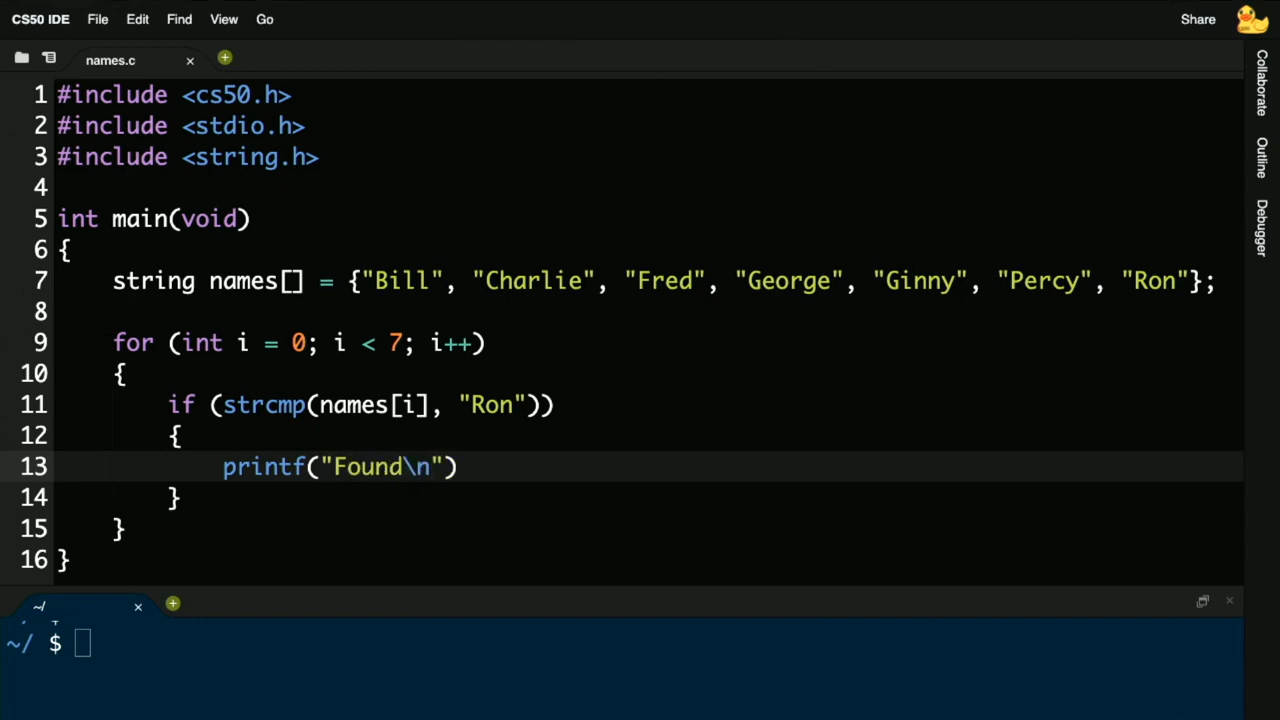 CS50 IDE File Edit Find View Go Share
names.c
1 #include <cs50.h>
2 #include <stdio.h>
3 #include <string.h>
4
5 int main(void)
6 {
7 string names[] = {"Bill", "Charlie", "Fred", "George", "Ginny", "Percy", "Ron"};
8
9 for (int i = 0; i < 7; i++)
10 {
11 if (strcmp(names[i], "Ron"))
12 {
13 printf("Found\n")
14 }
15 }
16 }
Collaborate
Outline
Debugger
~/
~/ $